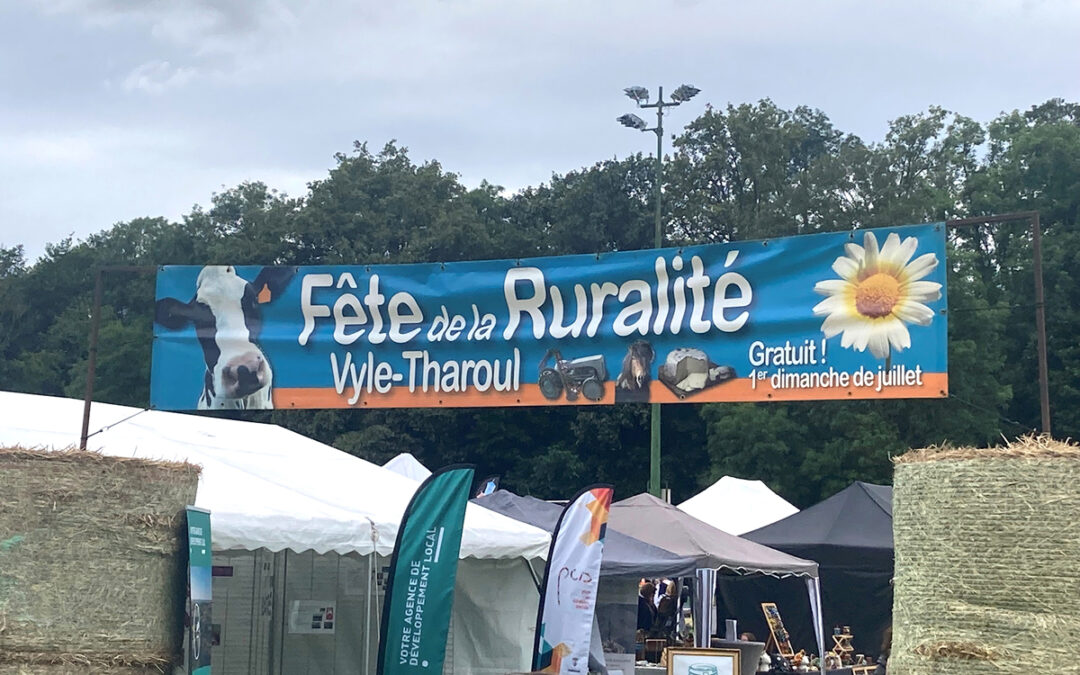 Fête de la Ruralité
Vyle-Tharoul
Gratuit !
1er dimanche de juillet
VOTRE AGENCE DE
DÉVELOPPEMENT LOCAL